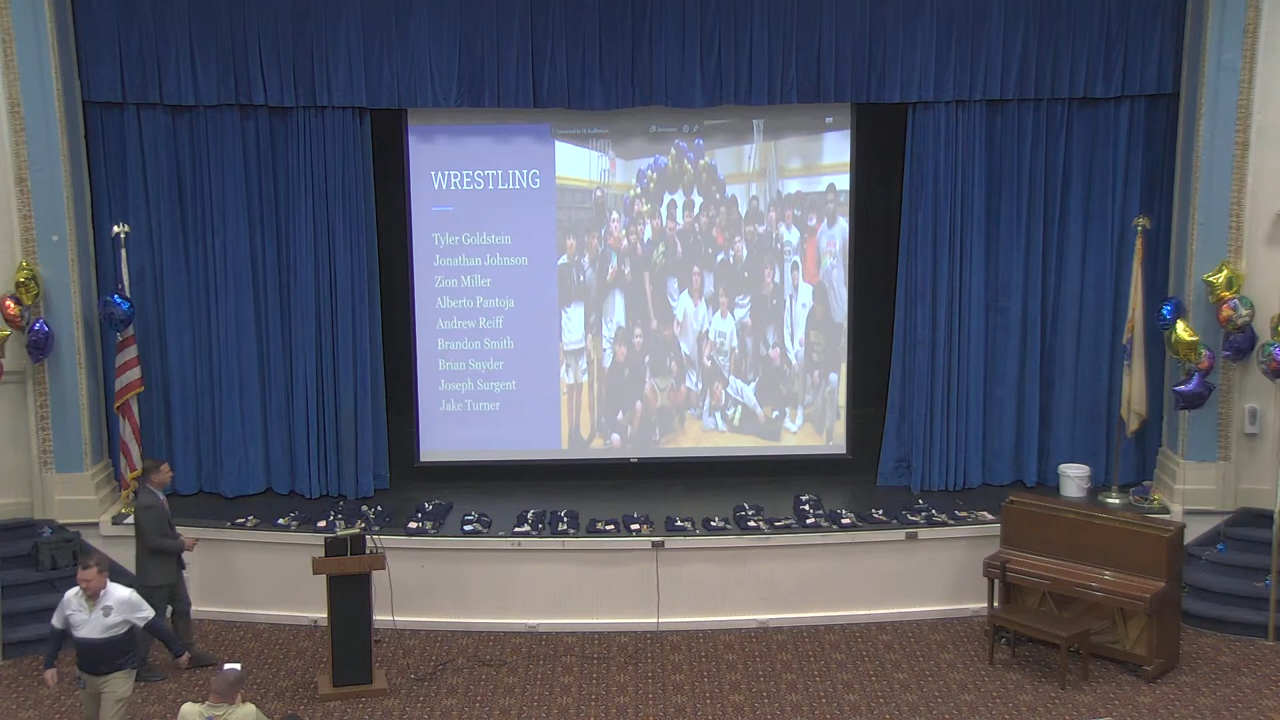 WRESTLING
Tyler Goldstein
Jonathan Johnson
Zion Miller
Alberto Pantoja
Andrew Reiff
Brandon Smith
Brian Snyder
Joseph Surgent
Jake Turner